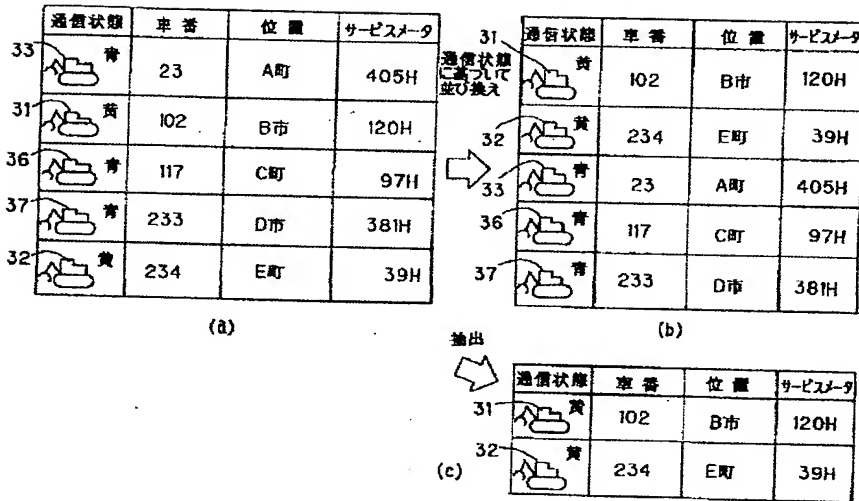 通信状態 車番 位置 サービスメータ
33 青 23 A町 405H
31 黄 102 B市 120H
36 青 117 C町 97H
37 青 233 D市 381H
32 黄 234 E町 39H
(a)
通信状態
に基づいて
並び換え
通信状態 車番 位置 サービスメータ
31 黄 102 B市 120H
32 黄 234 E町 39H
33 青 23 A町 405H
36 青 117 C町 97H
37 青 233 D市 381H
(b)
抽出
通信状態 車番 位置 サービスメータ
31 黄 102 B市 120H
32 黄 234 E町 39H
(c)